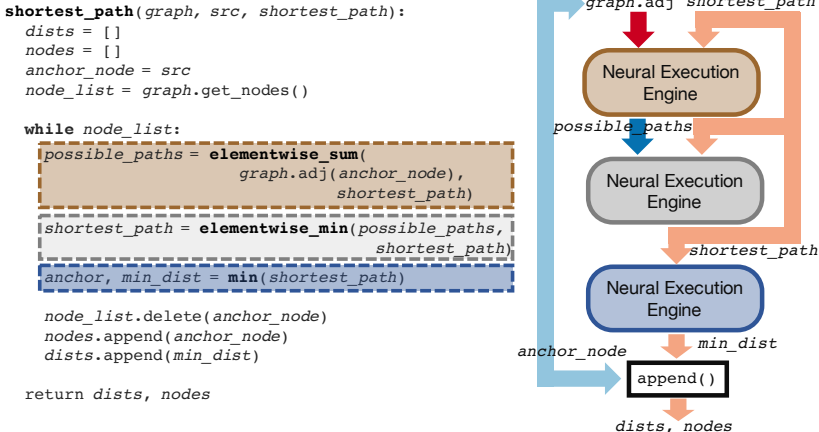 shortest_path(graph, src, shortest_path):
dists = []
nodes = []
anchor_node = src
node_list = graph.get_nodes()
while node_list:
possible_paths = elementwise_sum(
graph.adj(anchor_node),
shortest_path)
shortest_path = elementwise_min(possible_paths,
shortest_path)
anchor, min_dist = min(shortest_path)
node_list.delete(anchor_node)
nodes.append(anchor_node)
dists.append(min_dist)
return dists, nodes
graph.adj shortest_path
Neural Execution
Engine
possible_paths
Neural Execution
Engine
shortest_path
Neural Execution
Engine
anchor_node
min_dist
append()
dists, nodes